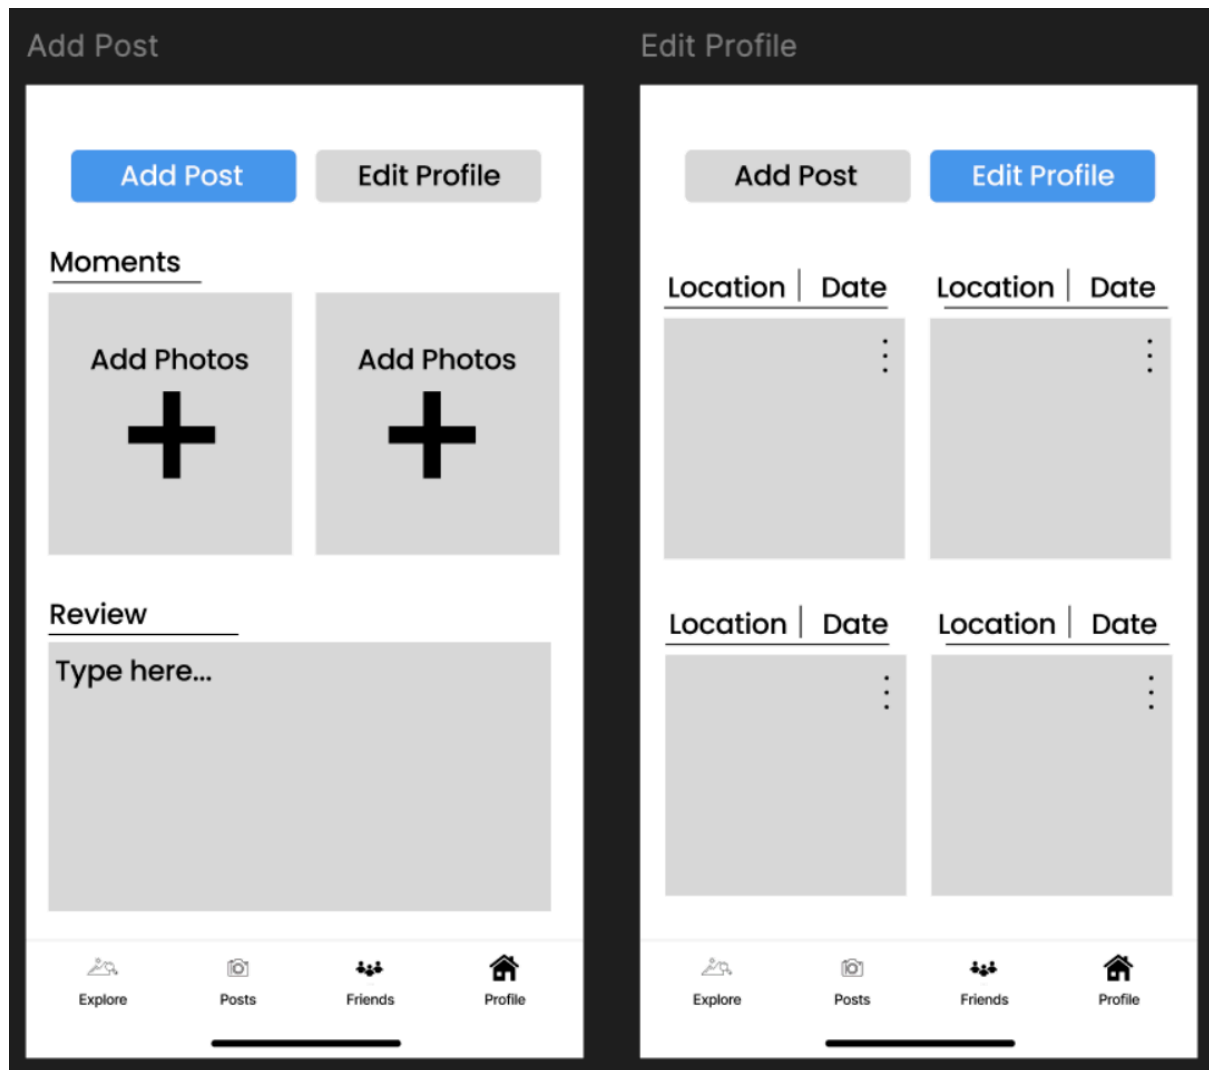 Add Post
Edit Profile
Add Post Edit Profile
Moments
Add Photos Add Photos
Review
Type here...
Explore Posts Friends Profile
Add Post Edit Profile
Location | Date Location | Date
Location | Date Location | Date
Explore Posts Friends Profile